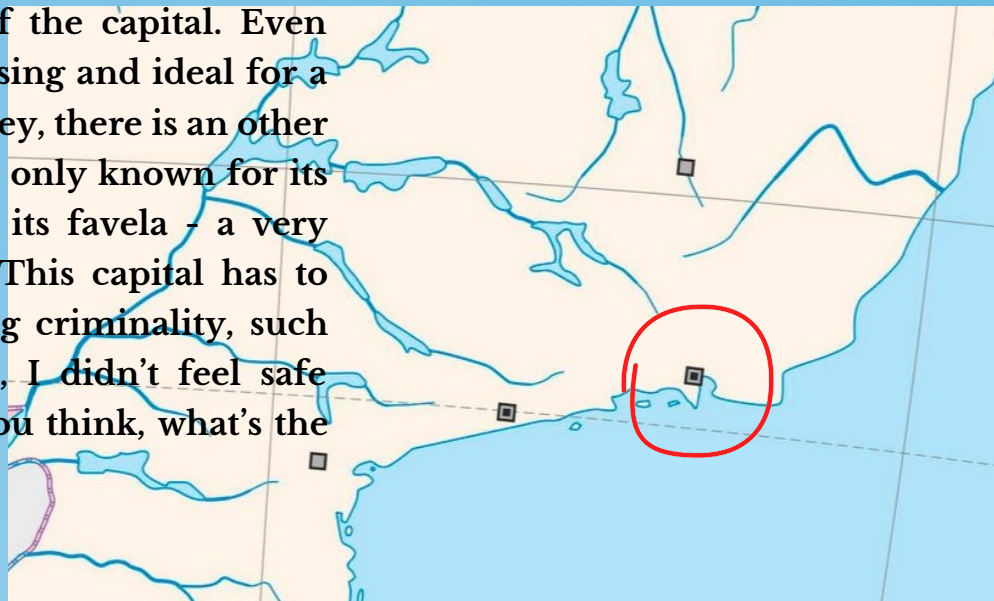 f the capital. Even
sing and ideal for a
ey, there is an other
only known for its
its favela - a very
This capital has to
g criminality, such
, I didn't feel safe
ou think, what's the